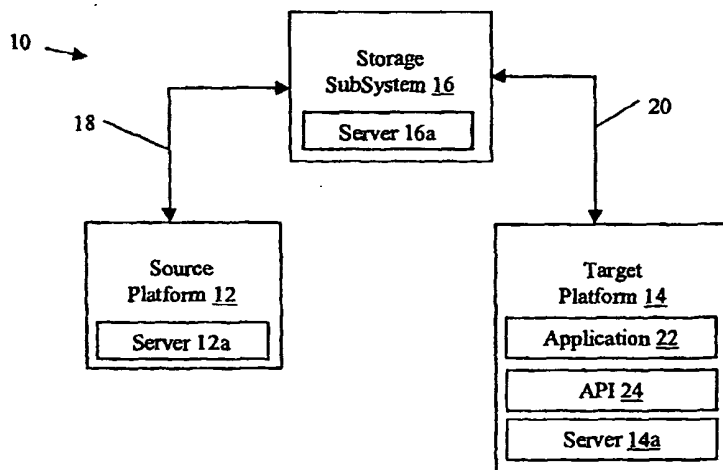 10
Storage
SubSystem 16
Server 16a
18
20
Source
Platform 12
Server 12a
Target
Platform 14
Application 22
API 24
Server 14a